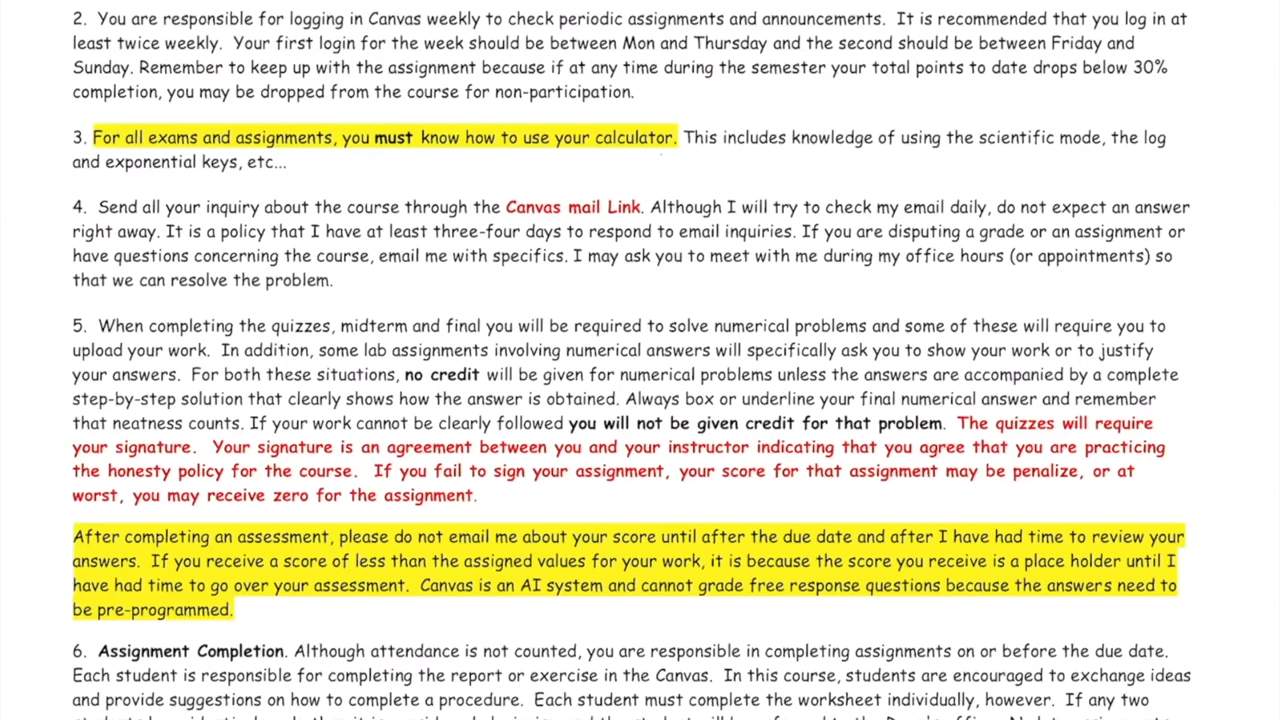 2. You are responsible for logging in Canvas weekly to check periodic assignments and announcements. It is recommended that you log in at
least twice weekly. Your first login for the week should be between Mon and Thursday and the second should be between Friday and
Sunday. Remember to keep up with the assignment because if at any time during the semester your total points to date drops below 30%
completion, you may be dropped from the course for non-participation.
3. For all exams and assignments, you must know how to use your calculator. This includes knowledge of using the scientific mode, the log
and exponential keys, etc...
4. Send all your inquiry about the course through the Canvas mail Link. Although I will try to check my email daily, do not expect an answer
right away. It is a policy that I have at least three-four days to respond to email inquiries. If you are disputing a grade or an assignment or
have questions concerning the course, email me with specifics. I may ask you to meet with me during my office hours (or appointments) so
that we can resolve the problem.
5. When completing the quizzes, midterm and final you will be required to solve numerical problems and some of these will require you to
upload your work. In addition, some lab assignments involving numerical answers will specifically ask you to show your work or to justify
your answers. For both these situations, no credit will be given for numerical problems unless the answers are accompanied by a complete
step-by-step solution that clearly shows how the answer is obtained. Always box or underline your final numerical answer and remember
that neatness counts. If your work cannot be clearly followed you will not be given credit for that problem. The quizzes will require
your signature. Your signature is an agreement between you and your instructor indicating that you agree that you are practicing
the honesty policy for the course. If you fail to sign your assignment, your score for that assignment may be penalize, or at
worst, you may receive zero for the assignment.
After completing an assessment, please do not email me about your score until after the due date and after I have had time to review your
answers. If you receive a score of less than the assigned values for your work, it is because the score you receive is a place holder until I
have had time to go over your assessment. Canvas is an AI system and cannot grade free response questions because the answers need to
be pre-programmed.
6. Assignment Completion. Although attendance is not counted, you are responsible in completing assignments on or before the due date.
Each student is responsible for completing the report or exercise in the Canvas. In this course, students are encouraged to exchange ideas
and provide suggestions on how to complete a procedure. Each student must complete the worksheet individually, however. If any two